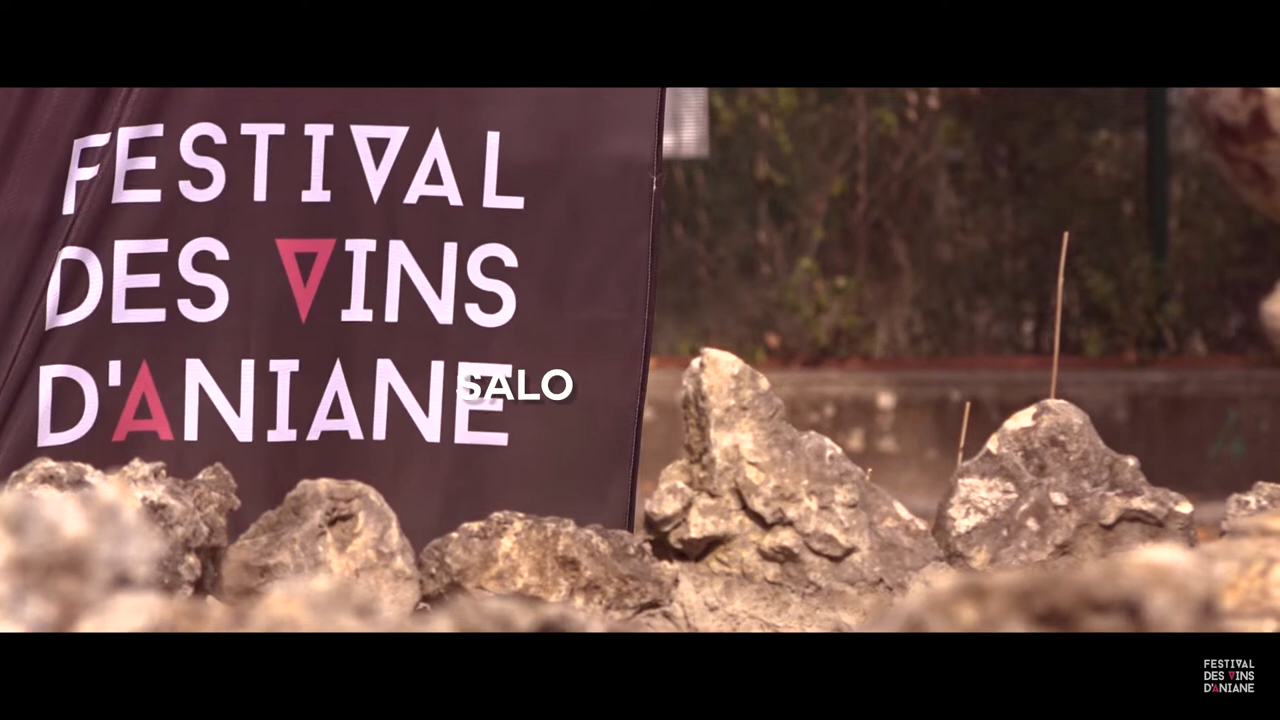 FESTIVAL
DES VINS
D'ANIANE
SALO
FESTIVAL
DES VINS
D'ANIANE